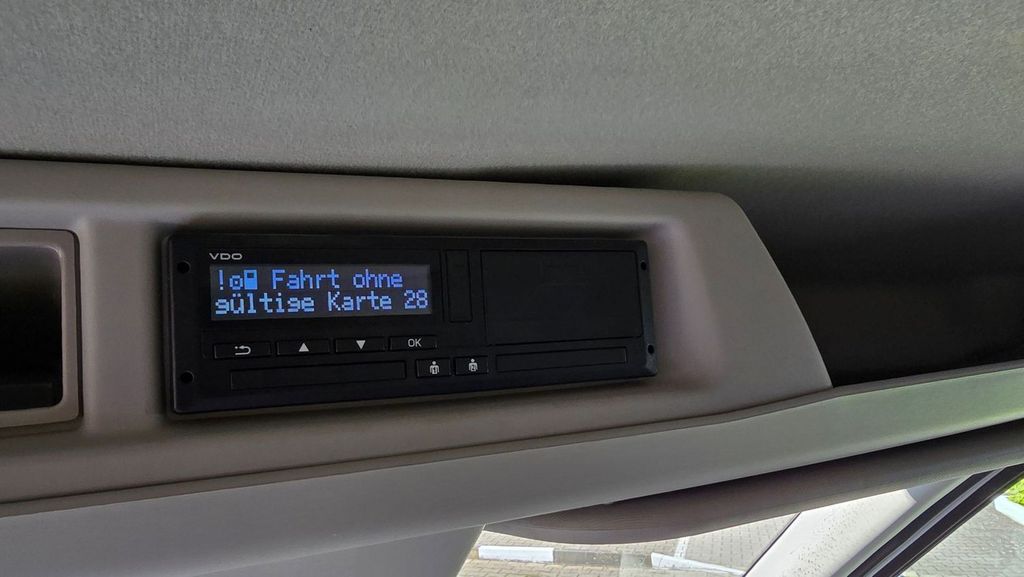 VDO
! Fahrt ohne
gültige Karte 28
OK